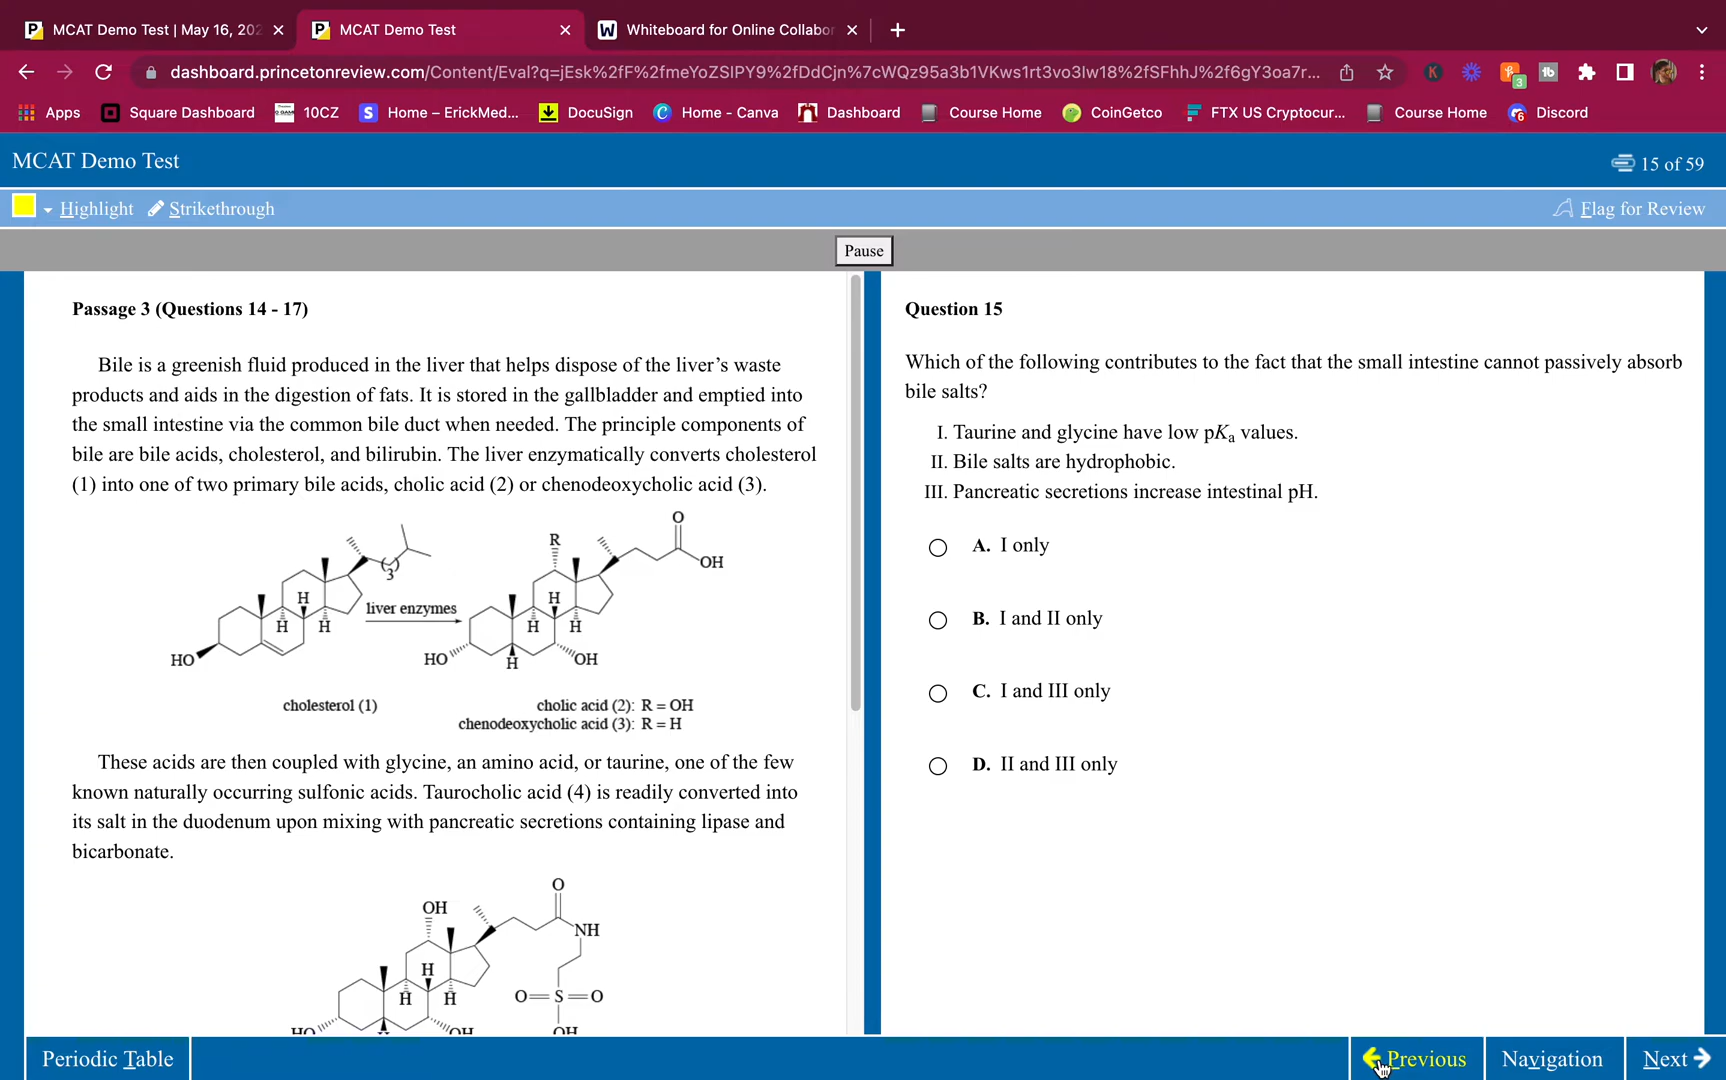 MCAT Demo Test | May 16, 202
MCAT Demo Test
Whiteboard for Online Collabor
dashboard.princetonreview.com/Content/Eval?q=jEsk%2fF%2fmeYoZSIPY9%2fDdCjn%7cWQz95a3b1VKws1rt3vo3lw18%2fSFhhJ%2f6gY3oa7r...
Apps
Square Dashboard
10CZ
Home – ErickMed...
DocuSign
Home - Canva
Dashboard
Course Home
CoinGetco
FTX US Cryptocur...
Course Home
Discord
MCAT Demo Test
15 of 59
Highlight
Strikethrough
Flag for Review
Pause
Passage 3 (Questions 14 - 17)
Bile is a greenish fluid produced in the liver that helps dispose of the liver’s waste
products and aids in the digestion of fats. It is stored in the gallbladder and emptied into
the small intestine via the common bile duct when needed. The principle components of
bile are bile acids, cholesterol, and bilirubin. The liver enzymatically converts cholesterol
(1) into one of two primary bile acids, cholic acid (2) or chenodeoxycholic acid (3).
3
H
H
H
HO
liver enzymes
R
O
OH
H
H
H
HO
H
OH
cholesterol (1)
cholic acid (2): R = OH
chenodeoxycholic acid (3): R = H
These acids are then coupled with glycine, an amino acid, or taurine, one of the few
known naturally occurring sulfonic acids. Taurocholic acid (4) is readily converted into
its salt in the duodenum upon mixing with pancreatic secretions containing lipase and
bicarbonate.
O
OH
NH
H
H
H
O=S=O
HO
OH
OH
Question 15
Which of the following contributes to the fact that the small intestine cannot passively absorb
bile salts?
I. Taurine and glycine have low pKa values.
II. Bile salts are hydrophobic.
III. Pancreatic secretions increase intestinal pH.
A. I only
B. I and II only
C. I and III only
D. II and III only
Periodic Table
Previous
Navigation
Next